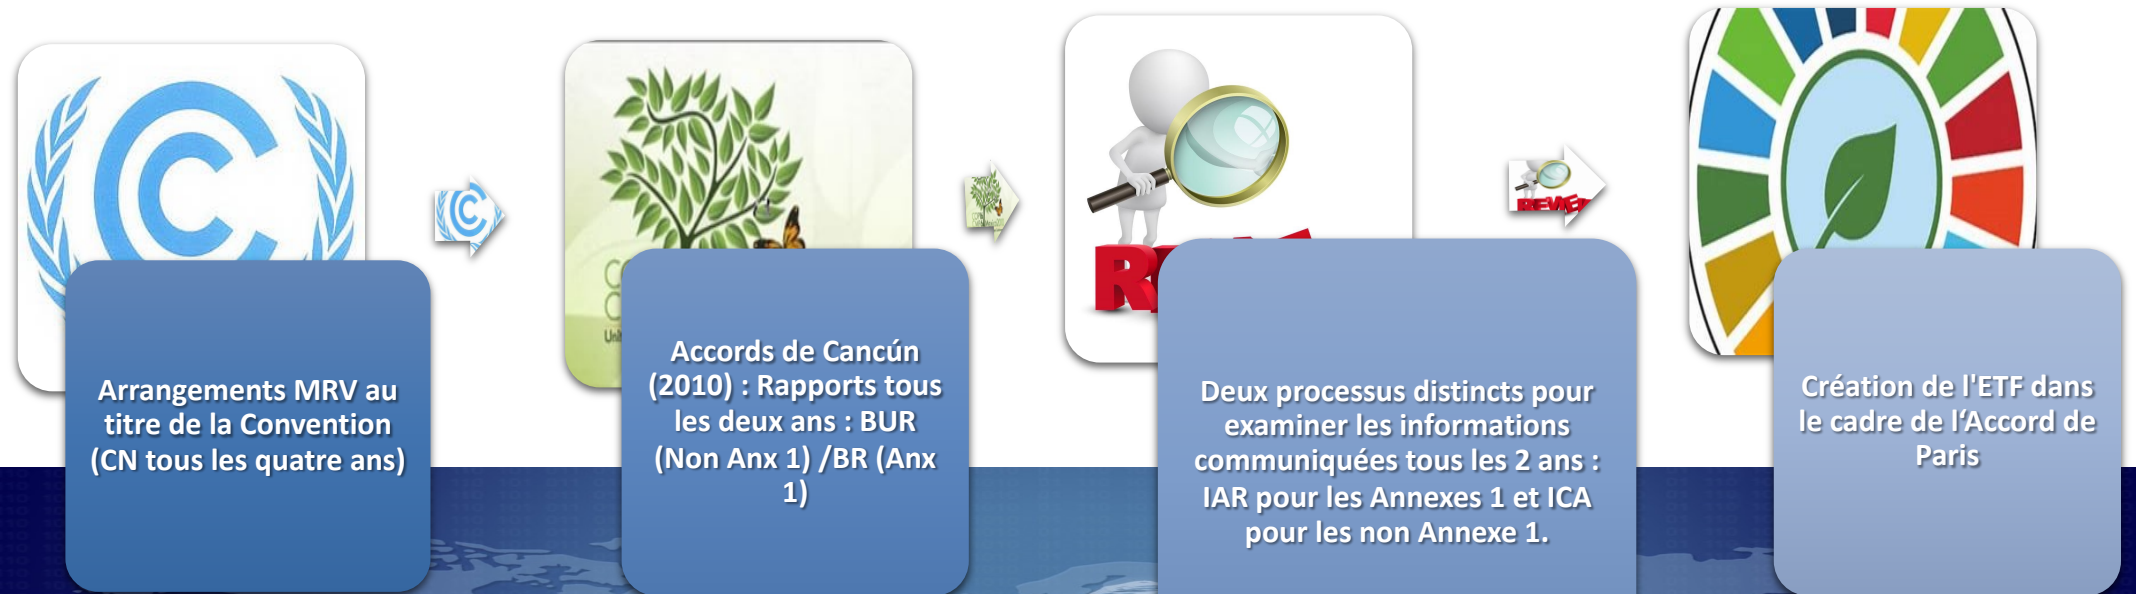 Arrangements MRV au
titre de la Convention
(CN tous les quatre ans)
Accords de Cancún
(2010) : Rapports tous
les deux ans : BUR
(Non Anx 1) /BR (Anx
1)
Deux processus distincts pour
examiner les informations
communiquées tous les 2 ans :
IAR pour les Annexes 1 et ICA
pour les non Annexe 1.
Création de l'ETF dans
le cadre de l‘Accord de
Paris